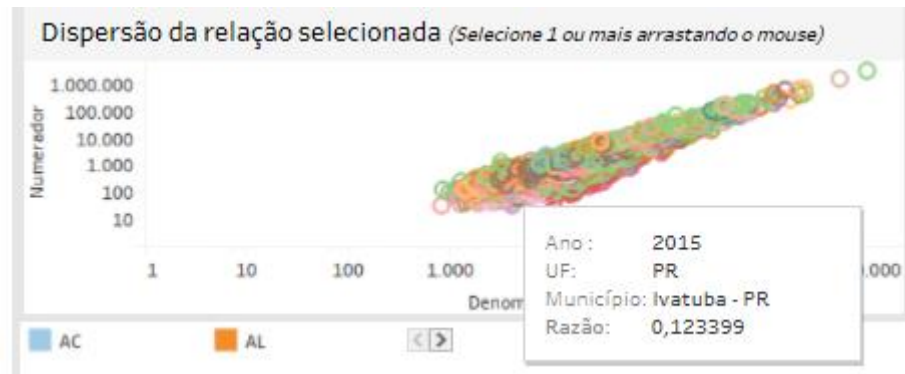 Dispersão da relação selecionada (Selecione 1 ou mais arrastando o mouse)
1.000.000
100.000
10.000
1.000
100
10
Numerador
1 10 100 1.000 .000
Denom
Ano: 2015
UF: PR
Município: Ivatuba - PR
Razão: 0,123399
AC AL